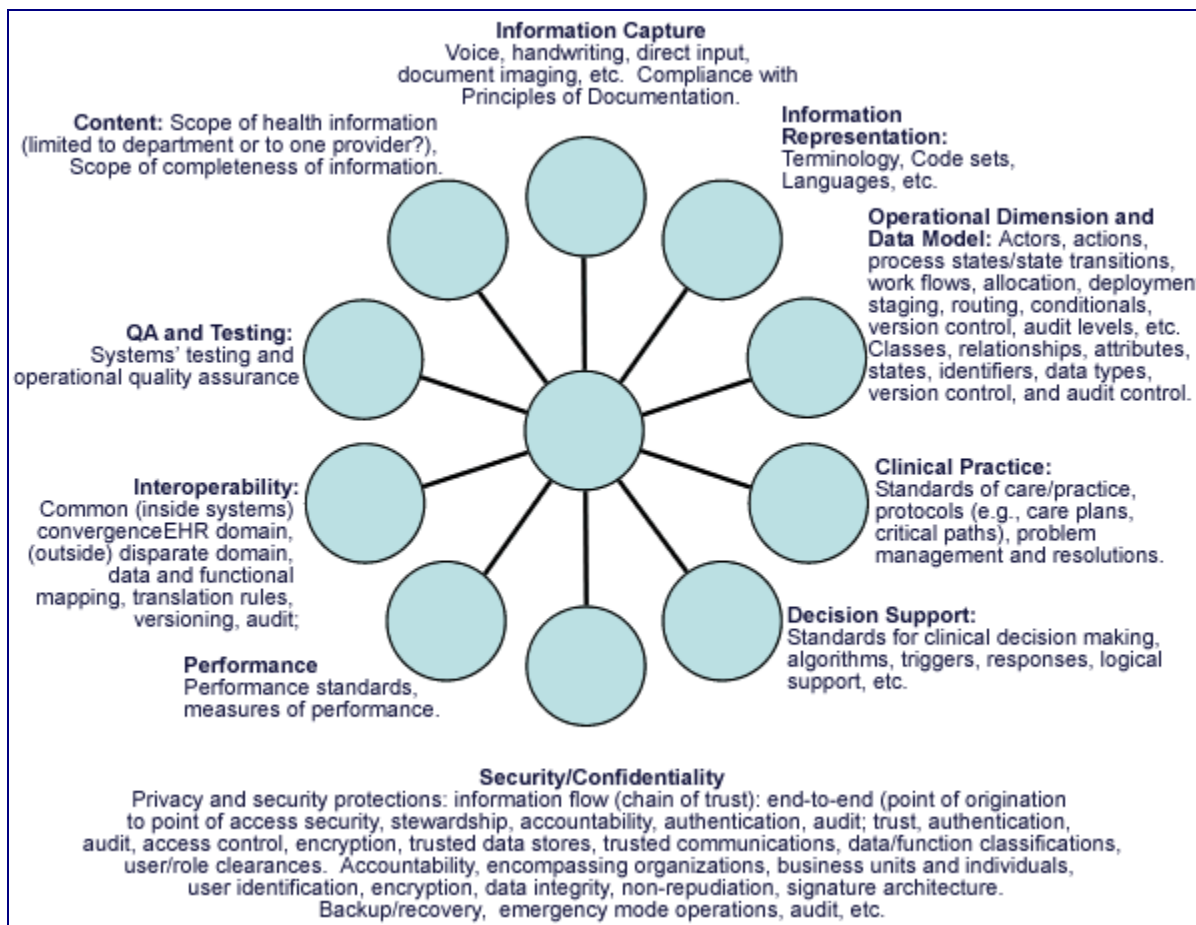 Information Capture
Voice, handwriting, direct input,
document imaging, etc.  Compliance with
Principles of Documentation.
Content: Scope of health information
(limited to department or to one provider?),
Scope of completeness of information.
Information
Representation:
Terminology, Code sets,
Languages, etc.
Operational Dimension and
Data Model: Actors, actions,
process states/state transitions,
work flows, allocation, deploymen
staging, routing, conditionals,
version control, audit levels, etc.
Classes, relationships, attributes,
states, identifiers, data types,
version control, and audit control.
QA and Testing:
Systems’ testing and
operational quality assurance
Clinical Practice:
Standards of care/practice,
protocols (e.g., care plans,
critical paths), problem
management and resolutions.
Interoperability:
Common (inside systems)
convergenceEHR domain,
(outside) disparate domain,
data and functional
mapping, translation rules,
versioning, audit;
Decision Support:
Standards for clinical decision making,
algorithms, triggers, responses, logical
support, etc.
Performance
Performance standards,
measures of performance.
Security/Confidentiality
Privacy and security protections: information flow (chain of trust): end-to-end (point of origination
to point of access security, stewardship, accountability, authentication, audit; trust, authentication,
audit, access control, encryption, trusted data stores, trusted communications, data/function classifications,
user/role clearances.  Accountability, encompassing organizations, business units and individuals,
user identification, encryption, data integrity, non-repudiation, signature architecture.
Backup/recovery,  emergency mode operations, audit, etc.